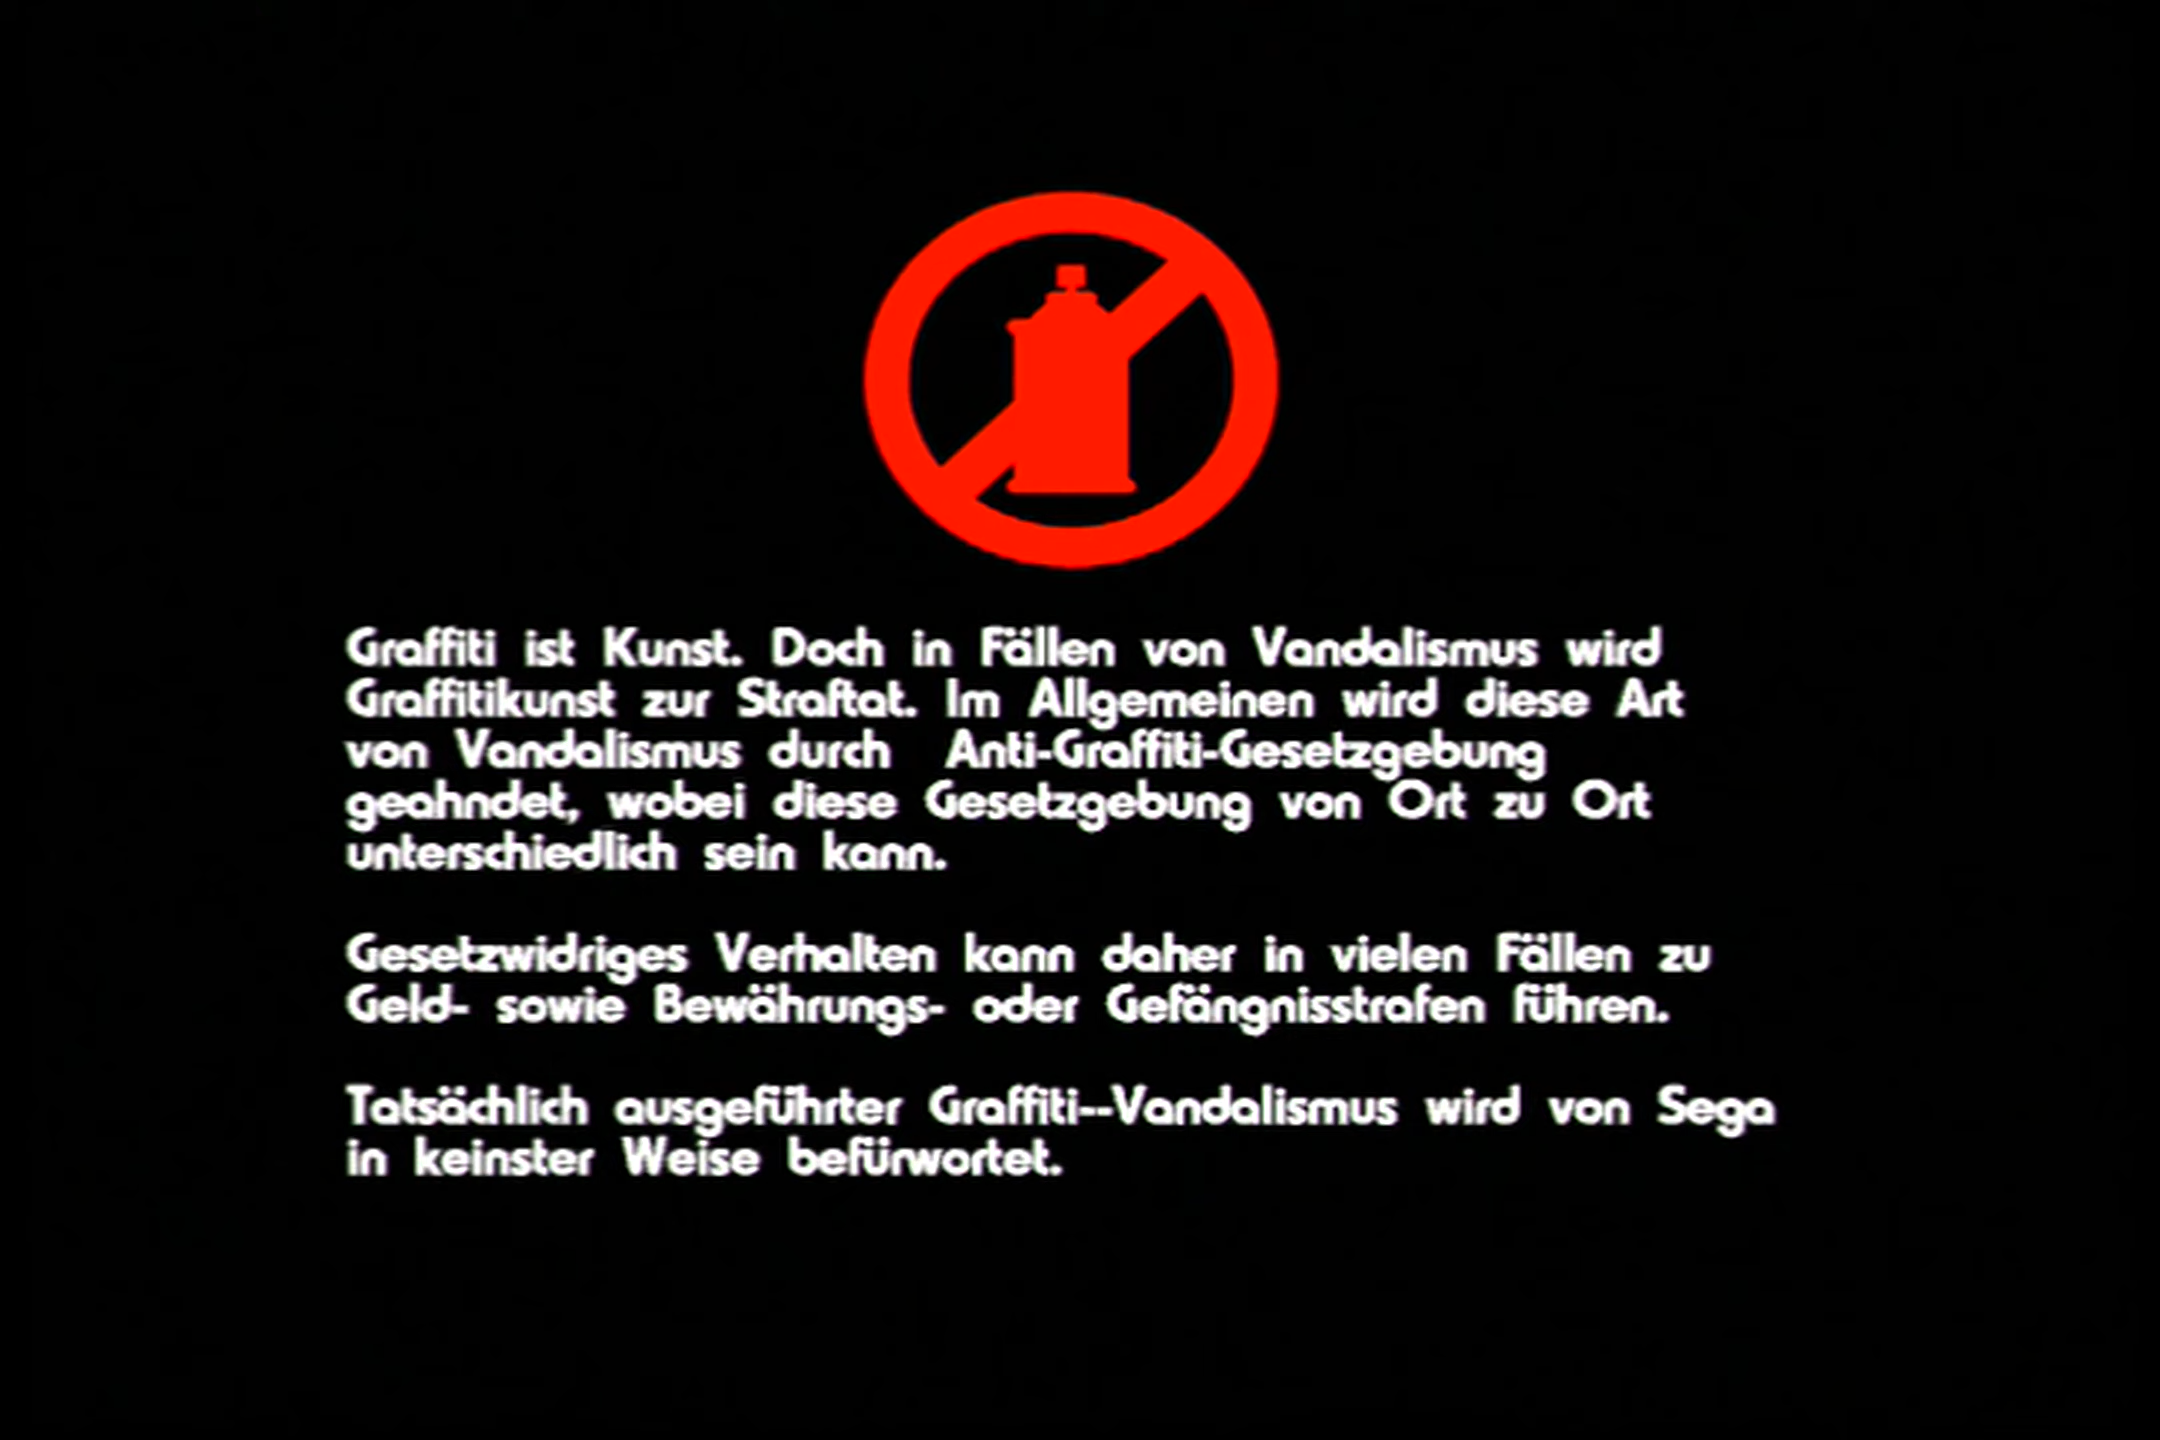 Graffiti ist Kunst. Doch in Fällen von Vandalismus wird
Graffitikunst zur Straftat. Im Allgemeinen wird diese Art
von Vandalismus durch  Anti-Graffiti-Gesetzgebung
geahndet, wobei diese Gesetzgebung von Ort zu Ort
unterschiedlich sein kann.
Gesetzwidriges Verhalten kann daher in vielen Fällen zu
Geld- sowie Bewährungs- oder Gefängnisstrafen führen.
Tatsächlich ausgeführter Graffiti--Vandalismus wird von Sega
in keinster Weise befürwortet.